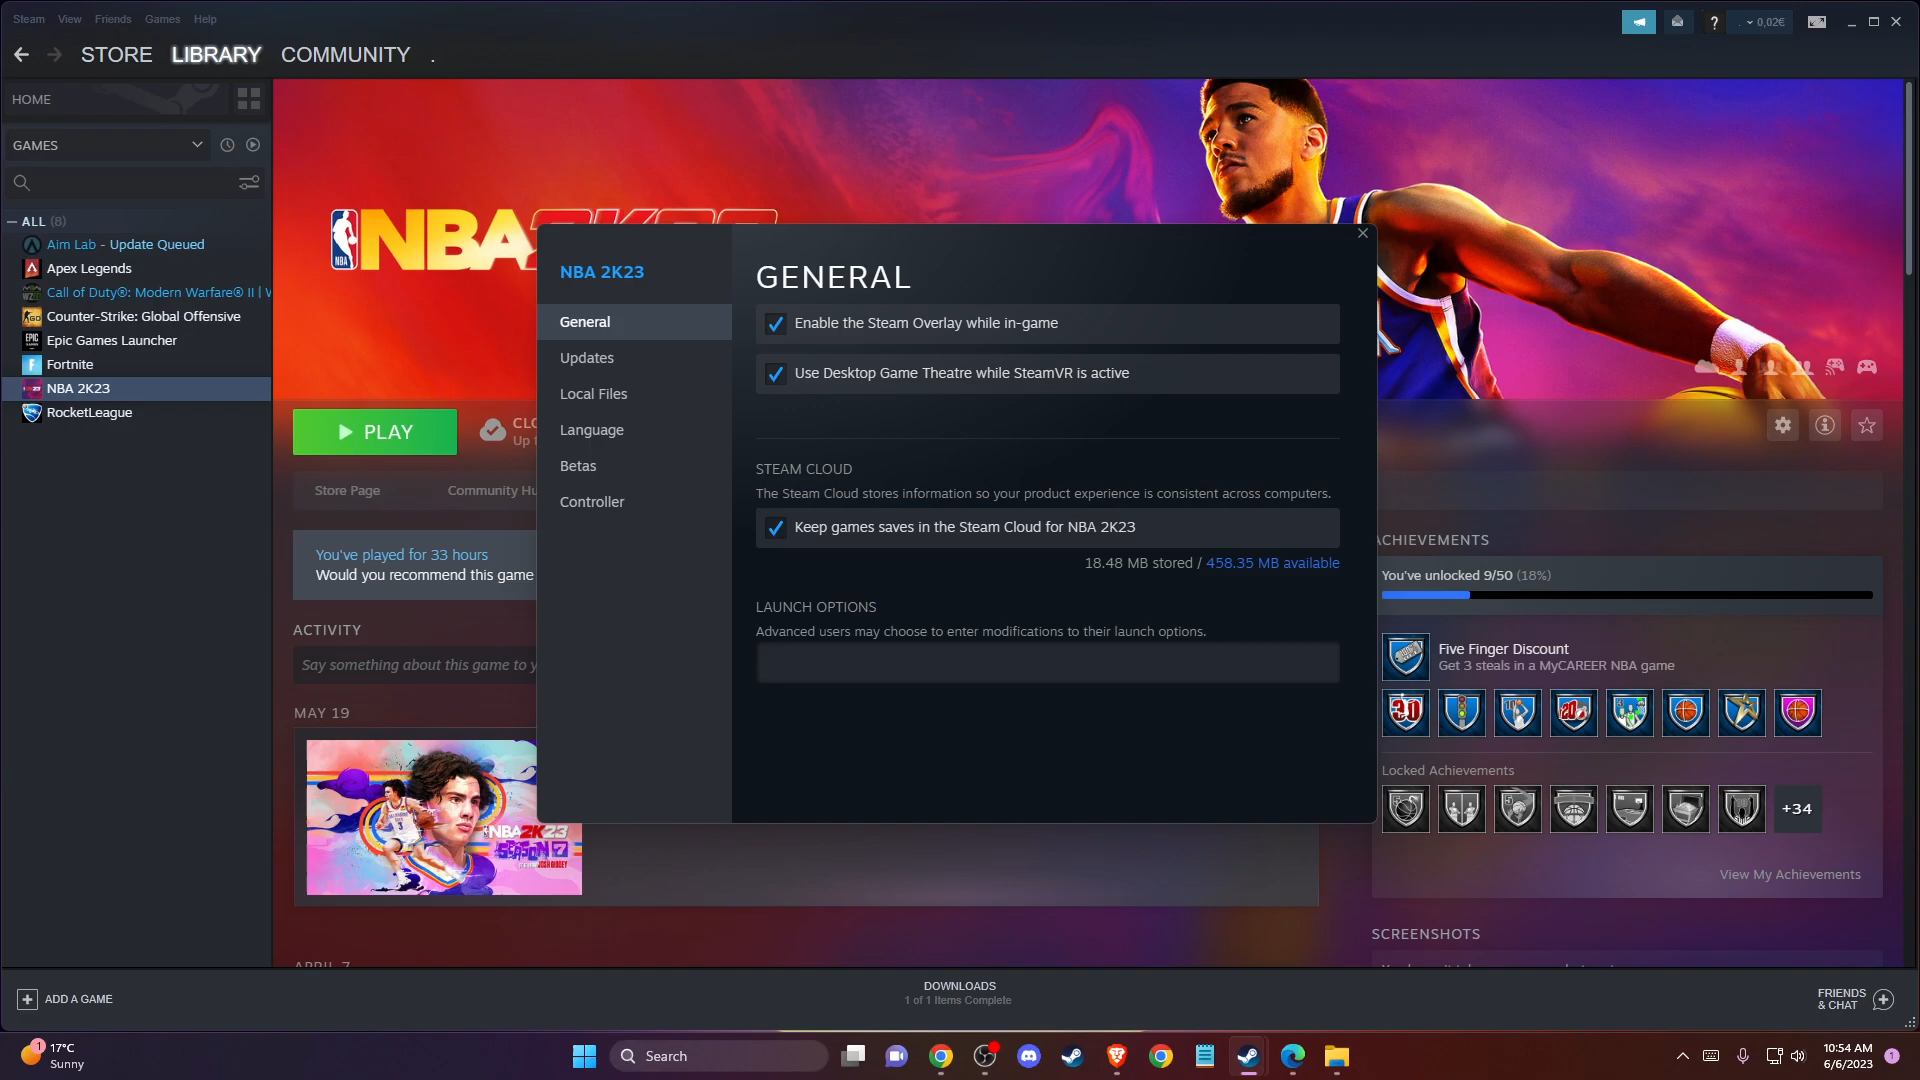 Steam View Friends Games Help
0,02€
STORE LIBRARY COMMUNITY .
HOME
GAMES
— ALL (8)
Aim Lab - Update Queued
Apex Legends
Call of Duty®: Modern Warfare® II |
Counter-Strike: Global Offensive
Epic Games Launcher
Fortnite
NBA 2K23
RocketLeague
NBA
PLAY
CLO
Up t
Store Page
Community Hu
You've played for 33 hours
Would you recommend this game
ACTIVITY
Say something about this game to y
MAY 19
NBA2K23
SEASON 7
NBA 2K23
General
Updates
Local Files
Language
Betas
Controller
GENERAL
Enable the Steam Overlay while in-game
Use Desktop Game Theatre while SteamVR is active
STEAM CLOUD
The Steam Cloud stores information so your product experience is consistent across computers.
Keep games saves in the Steam Cloud for NBA 2K23
18.48 MB stored / 458.35 MB available
LAUNCH OPTIONS
Advanced users may choose to enter modifications to their launch options.
ACHIEVEMENTS
You've unlocked 9/50 (18%)
Five Finger Discount
Get 3 steals in a MyCAREER NBA game
Locked Achievements
+34
View My Achievements
SCREENSHOTS
ADD A GAME
DOWNLOADS
1 of 1 Items Complete
FRIENDS
& CHAT
1
17°C
Sunny
Search
10:54 AM
6/6/2023
1